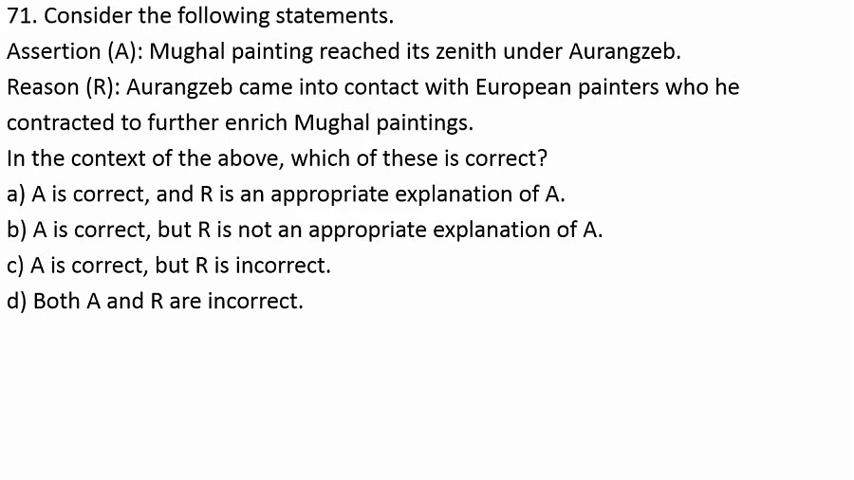 71. Consider the following statements.
Assertion (A): Mughal painting reached its zenith under Aurangzeb.
Reason (R): Aurangzeb came into contact with European painters who he
contracted to further enrich Mughal paintings.
In the context of the above, which of these is correct?
a) A is correct, and R is an appropriate explanation of A.
b) A is correct, but R is not an appropriate explanation of A.
c) A is correct, but R is incorrect.
d) Both A and R are incorrect.